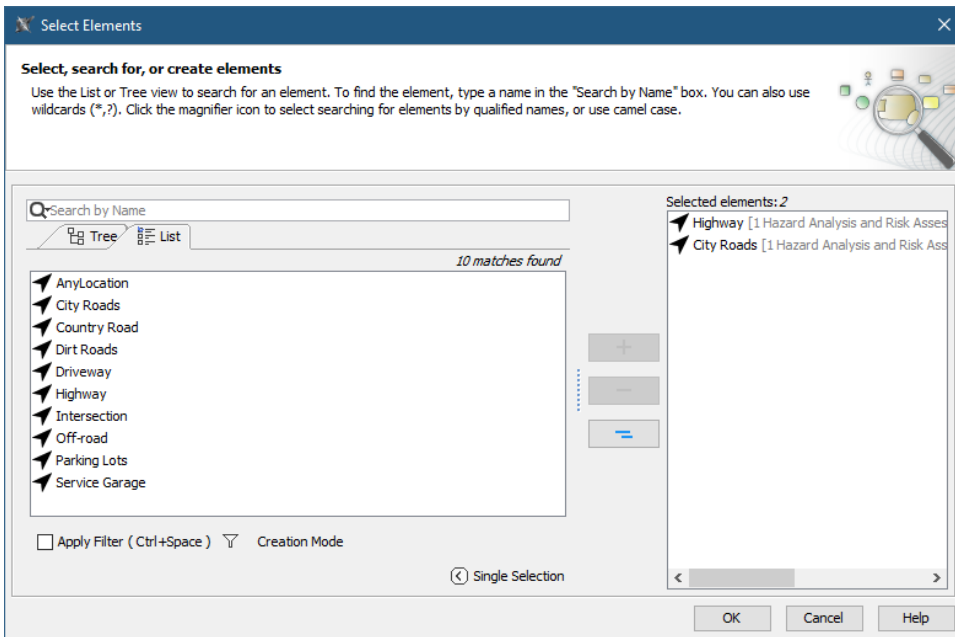 Select Elements
Select, search for, or create elements
Use the List or Tree view to search for an element. To find the element, type a name in the "Search by Name" box. You can also use
wildcards (*,?). Click the magnifier icon to select searching for elements by qualified names, or use camel case.
Search by Name
Tree
List
10 matches found
AnyLocation
City Roads
Country Road
Dirt Roads
Driveway
Highway
Intersection
Off-road
Parking Lots
Service Garage
Apply Filter ( Ctrl+Space )
Creation Mode
Single Selection
Selected elements: 2
Highway [1 Hazard Analysis and Risk Asses
City Roads [1 Hazard Analysis and Risk Ass
OK
Cancel
Help